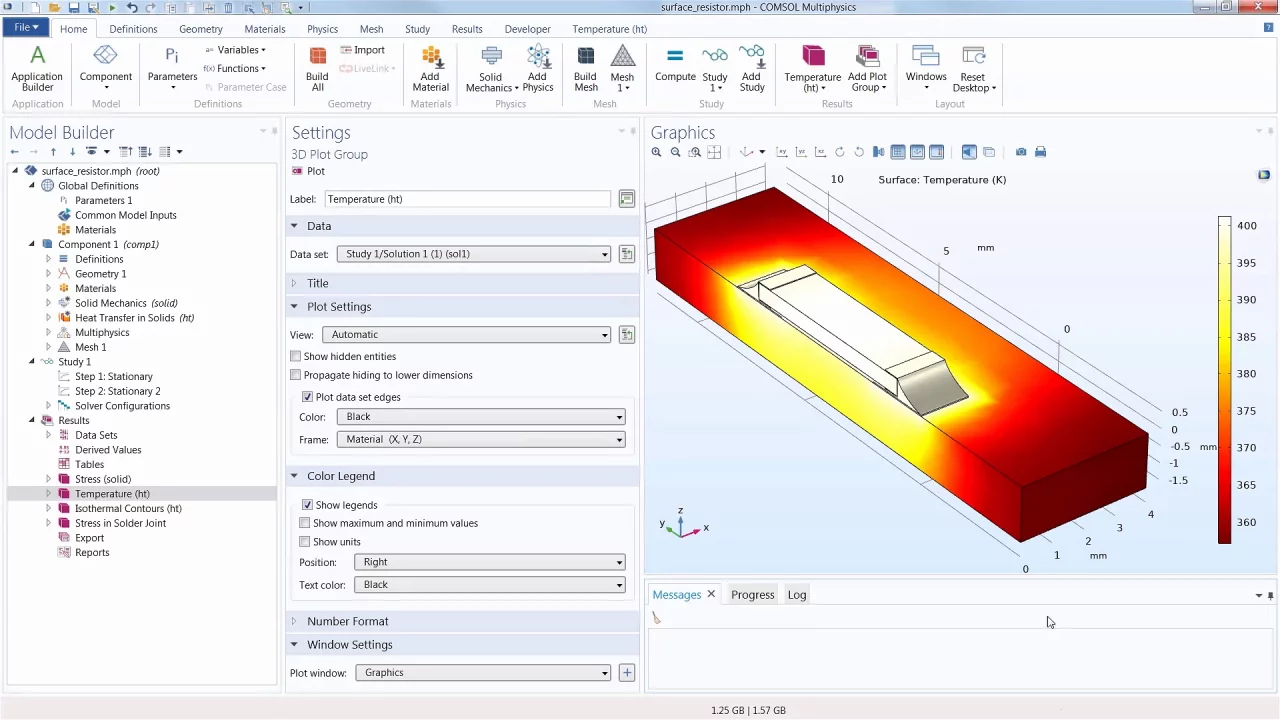 surface_resistor.mph - COMSOL Multiphysics
File Home Definitions Geometry Materials Physics Mesh Study Results Developer Temperature (ht)
Application Builder
Application
Component
Model
Parameters
a= Variables
f(x) Functions
Pi Parameter Case
Definitions
Build All
Import
LiveLink
Geometry
Add Material
Materials
Solid Mechanics
Add Physics
Physics
Build Mesh
Mesh 1
Mesh
Compute
Study 1
Add Study
Study
Temperature (ht)
Add Plot Group
Results
Windows
Reset Desktop
Layout
Model Builder
surface_resistor.mph (root)
Global Definitions
Pi Parameters 1
Common Model Inputs
Materials
Component 1 (comp1)
Definitions
Geometry 1
Materials
Solid Mechanics (solid)
Heat Transfer in Solids (ht)
Multiphysics
Mesh 1
Study 1
Step 1: Stationary
Step 2: Stationary 2
Solver Configurations
Results
Data Sets
Derived Values
Tables
Stress (solid)
Temperature (ht)
Isothermal Contours (ht)
Stress in Solder Joint
Export
Reports
Settings
3D Plot Group
Plot
Label: Temperature (ht)
Data
Data set: Study 1/Solution 1 (1) (sol1)
Title
Plot Settings
View: Automatic
Show hidden entities
Propagate hiding to lower dimensions
Plot data set edges
Color: Black
Frame: Material (X, Y, Z)
Color Legend
Show legends
Show maximum and minimum values
Show units
Position: Right
Text color: Black
Number Format
Window Settings
Plot window: Graphics
Graphics
Surface: Temperature (K)
10
5
mm
0
0.5
0
-0.5
mm
-1
-1.5
4
3
2
1
mm
0
z
y
x
400
395
390
385
380
375
370
365
360
Messages Progress Log
1.25 GB | 1.57 GB